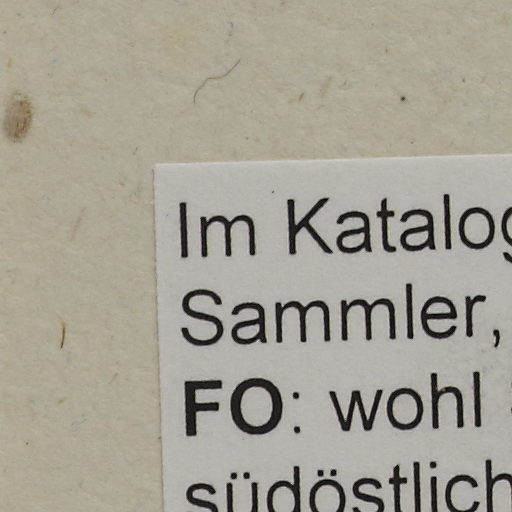 Im Katalog
Sammler,
FO: wohl
südöstlich